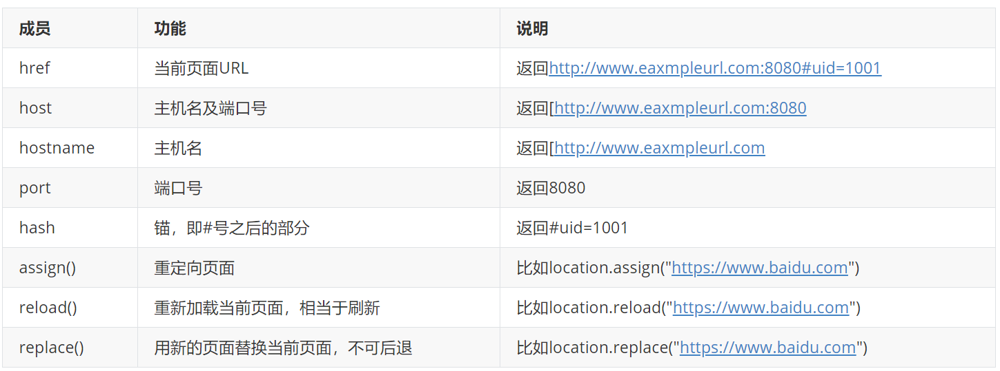 成员 功能 说明
href 当前页面URL 返回http://www.eaxmpleurl.com:8080#uid=1001
host 主机名及端口号 返回[http://www.eaxmpleurl.com:8080
hostname 主机名 返回[http://www.eaxmpleurl.com
port 端口号 返回8080
hash 锚，即#号之后的部分 返回#uid=1001
assign() 重定向页面 比如location.assign("https://www.baidu.com")
reload() 重新加载当前页面，相当于刷新 比如location.reload("https://www.baidu.com")
replace() 用新的页面替换当前页面，不可后退 比如location.replace("https://www.baidu.com")